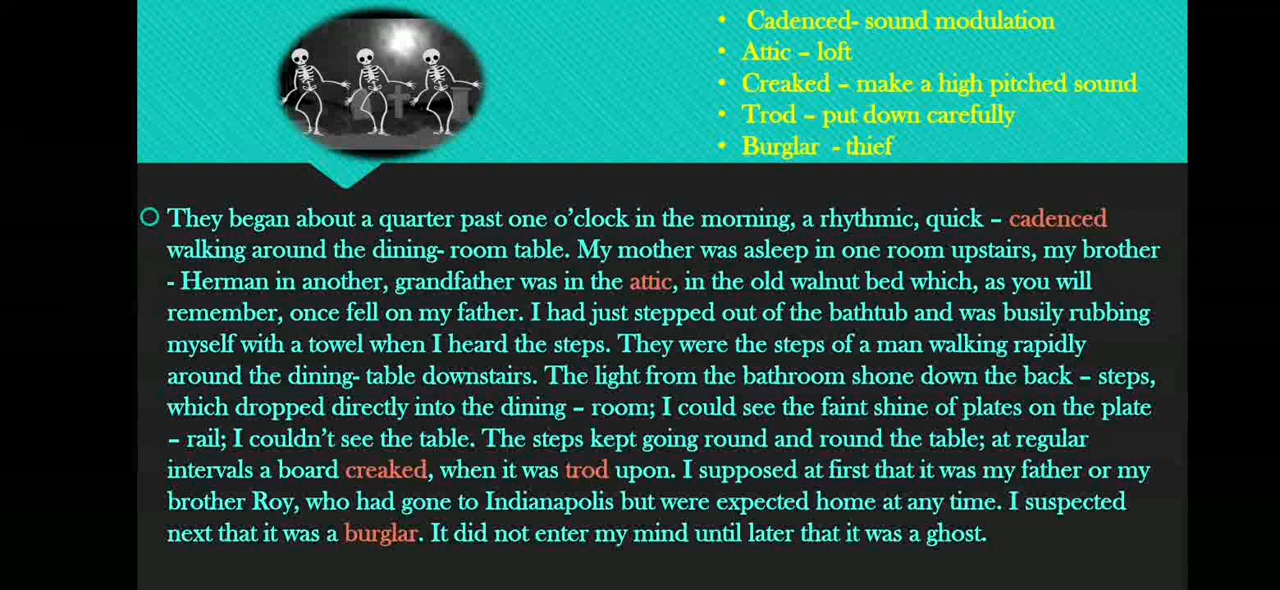 • Cadenced- sound modulation
• Attic – loft
• Creaked – make a high pitched sound
• Trod – put down carefully
• Burglar - thief
They began about a quarter past one o’clock in the morning, a rhythmic, quick – cadenced
walking around the dining- room table. My mother was asleep in one room upstairs, my brother
- Herman in another, grandfather was in the attic, in the old walnut bed which, as you will
remember, once fell on my father. I had just stepped out of the bathtub and was busily rubbing
myself with a towel when I heard the steps. They were the steps of a man walking rapidly
around the dining- table downstairs. The light from the bathroom shone down the back – steps,
which dropped directly into the dining – room; I could see the faint shine of plates on the plate
– rail; I couldn’t see the table. The steps kept going round and round the table; at regular
intervals a board creaked, when it was trod upon. I supposed at first that it was my father or my
brother Roy, who had gone to Indianapolis but were expected home at any time. I suspected
next that it was a burglar. It did not enter my mind until later that it was a ghost.